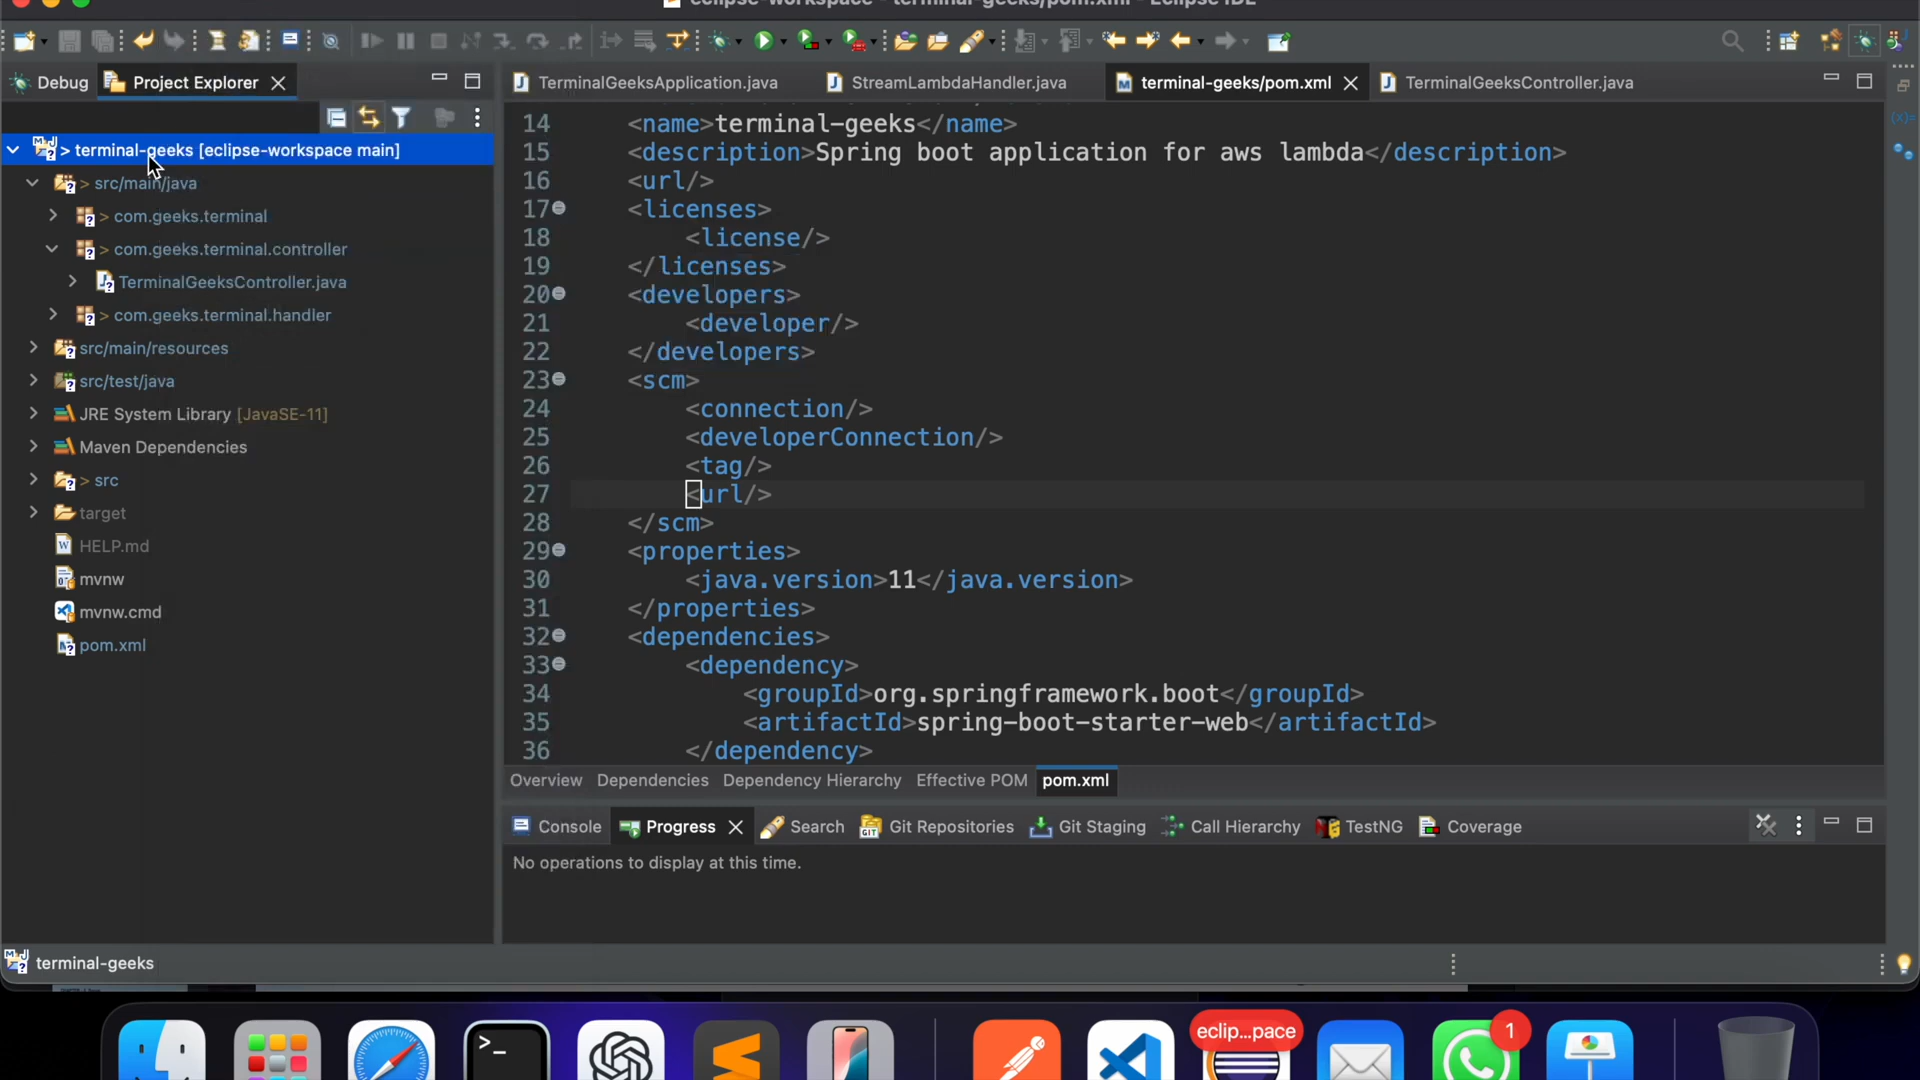 eclipse-workspace - terminal-geeks/pom.xml - Eclipse IDE
Debug
Project Explorer
TerminalGeeksApplication.java
StreamLambdaHandler.java
terminal-geeks/pom.xml
TerminalGeeksController.java
> terminal-geeks [eclipse-workspace main]
> src/main/java
> com.geeks.terminal
> com.geeks.terminal.controller
TerminalGeeksController.java
> com.geeks.terminal.handler
src/main/resources
src/test/java
JRE System Library [JavaSE-11]
Maven Dependencies
> src
target
HELP.md
mvnw
mvnw.cmd
pom.xml
14 <name>terminal-geeks</name>
15 <description>Spring boot application for aws lambda</description>
16 <url/>
17 <licenses>
18 <license/>
19 </licenses>
20 <developers>
21 <developer/>
22 </developers>
23 <scm>
24 <connection/>
25 <developerConnection/>
26 <tag/>
27 <url/>
28 </scm>
29 <properties>
30 <java.version>11</java.version>
31 </properties>
32 <dependencies>
33 <dependency>
34 <groupId>org.springframework.boot</groupId>
35 <artifactId>spring-boot-starter-web</artifactId>
36 </dependency>
Overview Dependencies Dependency Hierarchy Effective POM pom.xml
Console Progress Search Git Repositories Git Staging Call Hierarchy TestNG Coverage
No operations to display at this time.
terminal-geeks
eclip...pace
1